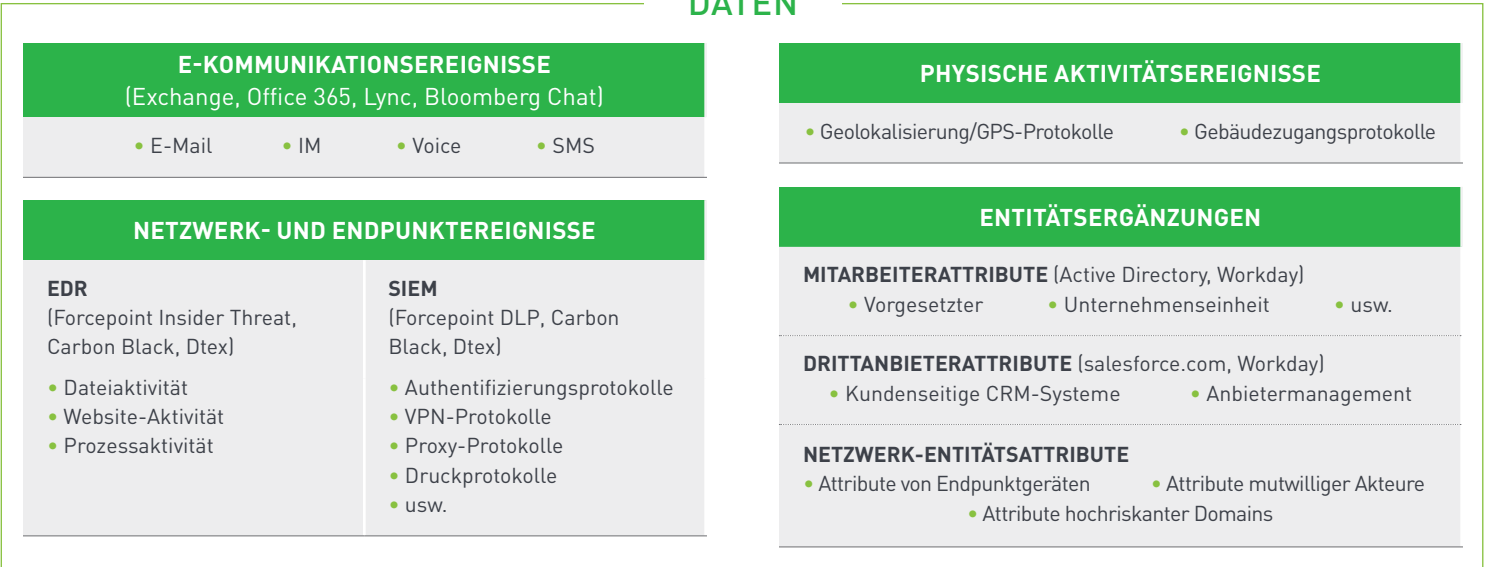 DATEN
E-KOMMUNIKATIONSEREIGNISSE
(Exchange, Office 365, Lync, Bloomberg Chat)
• E-Mail • IM • Voice • SMS
NETZWERK- UND ENDPUNKTEREIGNISSE
EDR
(Forcepoint Insider Threat,
Carbon Black, Dtex)
• Dateiaktivität
• Website-Aktivität
• Prozessaktivität
SIEM
(Forcepoint DLP, Carbon
Black, Dtex)
• Authentifizierungsprotokolle
• VPN-Protokolle
• Proxy-Protokolle
• Druckprotokolle
• usw.
PHYSISCHE AKTIVITÄTSEREIGNISSE
• Geolokalisierung/GPS-Protokolle • Gebäudezugangsprotokolle
ENTITÄTSERGÄNZUNGEN
MITARBEITERATTRIBUTE (Active Directory, Workday)
• Vorgesetzter • Unternehmenseinheit • usw.
DRITTANBIETERATTRIBUTE (salesforce.com, Workday)
• Kundenseitige CRM-Systeme • Anbietermanagement
NETZWERK-ENTITÄTSATTRIBUTE
• Attribute von Endpunktgeräten • Attribute mutwilliger Akteure
• Attribute hochriskanter Domains